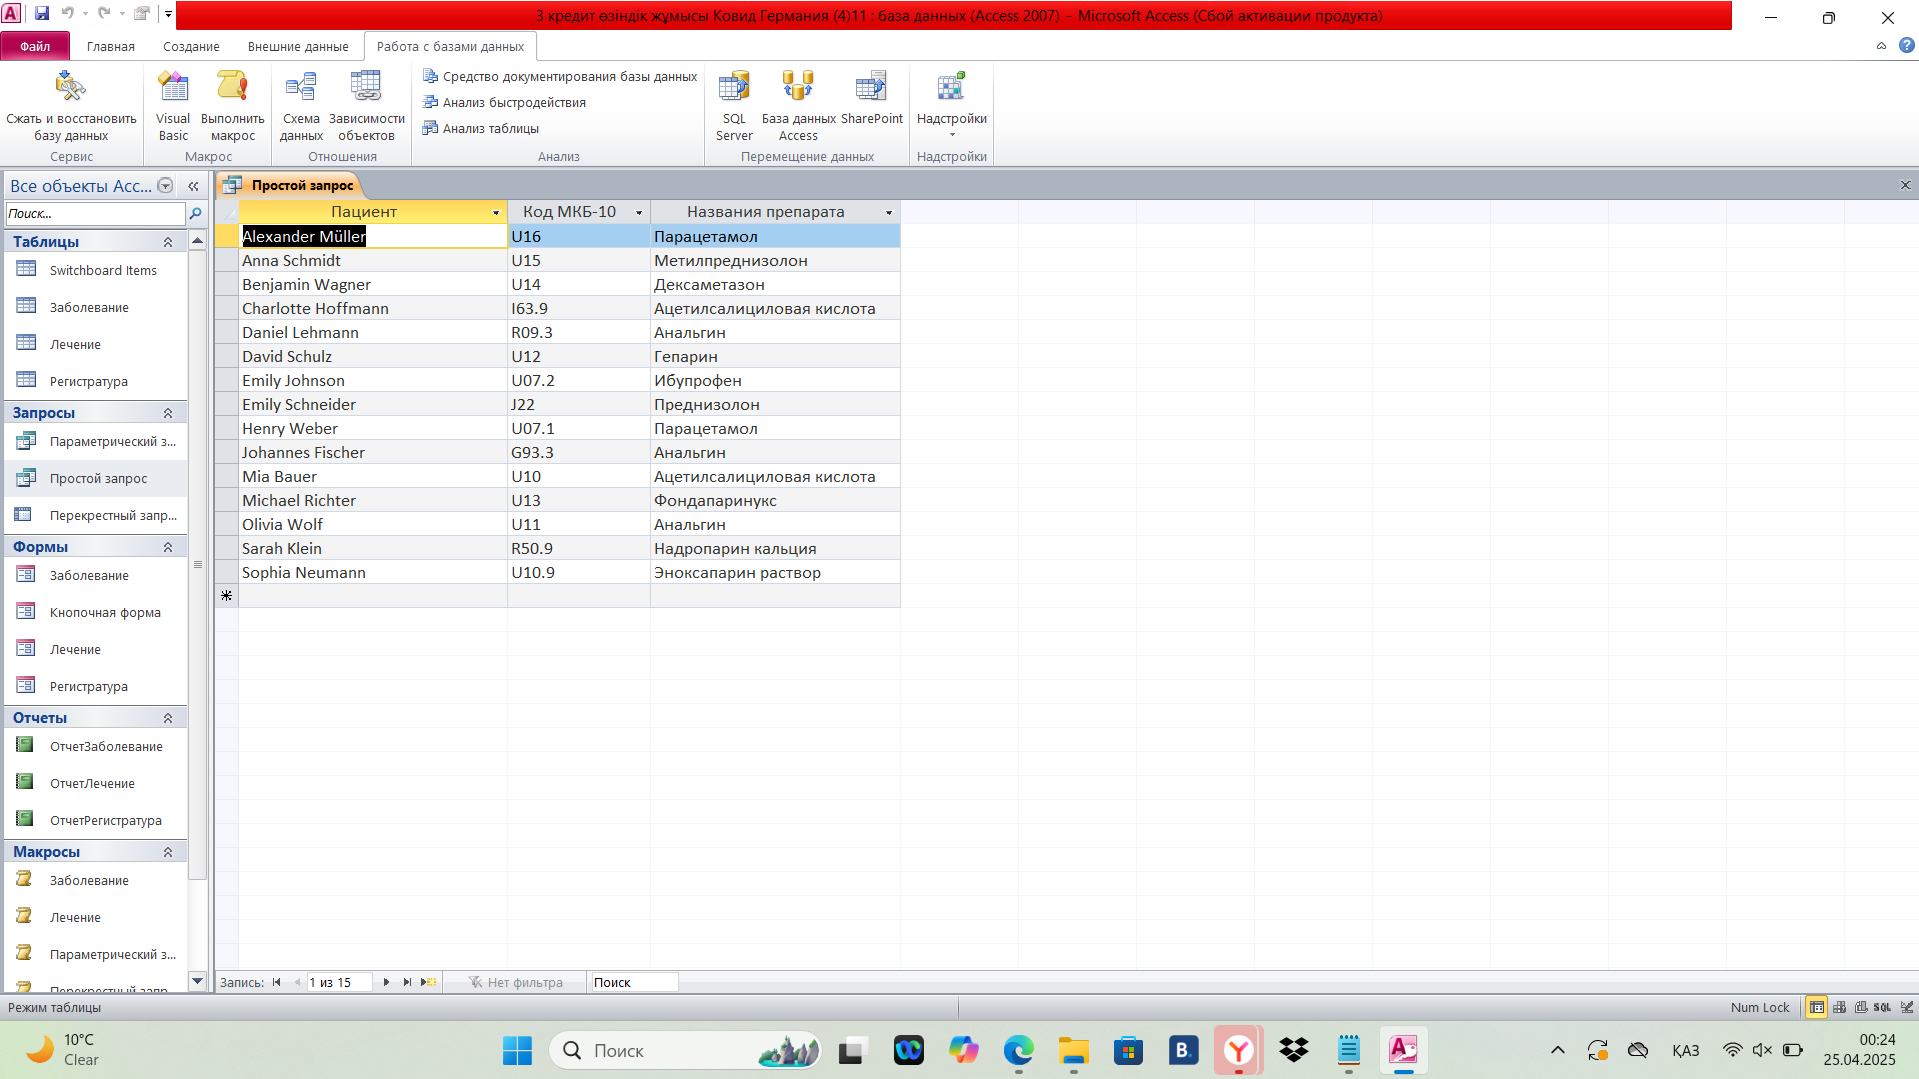 3 кредит өзіндік жұмысы Ковид Германия (4)11 : база данных (Access 2007) - Microsoft Access (Сбой активации продукта)
Файл Главная Создание Внешние данные Работа с базами данных
Сжать и восстановить базу данных
Visual Basic
Выполнить макрос
Схема данных
Зависимости объектов
Средство документирования базы данных
Анализ быстродействия
Анализ таблицы
SQL Server
База данных Access
SharePoint
Надстройки
Сервис Макрос Отношения Анализ Перемещение данных Надстройки
Все объекты Acc...
Поиск...
Таблицы
Switchboard Items
Заболевание
Лечение
Регистратура
Запросы
Параметрический з...
Простой запрос
Перекрестный запр...
Формы
Заболевание
Кнопочная форма
Лечение
Регистратура
Отчеты
ОтчетЗаболевание
ОтчетЛечение
ОтчетРегистратура
Макросы
Заболевание
Лечение
Параметрический з...
Перекрестный запр...
Простой запрос
Пациент Код МКБ-10 Названия препарата
Alexander Müller U16 Парацетамол
Anna Schmidt U15 Метилпреднизолон
Benjamin Wagner U14 Дексаметазон
Charlotte Hoffmann I63.9 Ацетилсалициловая кислота
Daniel Lehmann R09.3 Анальгин
David Schulz U12 Гепарин
Emily Johnson U07.2 Ибупрофен
Emily Schneider J22 Преднизолон
Henry Weber U07.1 Парацетамол
Johannes Fischer G93.3 Анальгин
Mia Bauer U10 Ацетилсалициловая кислота
Michael Richter U13 Фондапаринукс
Olivia Wolf U11 Анальгин
Sarah Klein R50.9 Надропарин кальция
Sophia Neumann U10.9 Эноксапарин раствор
Запись: 1 из 15 Нет фильтра Поиск
Режим таблицы Num Lock SQL
10°C
Clear
Поиск
B.
ҚАЗ
00:24
25.04.2025